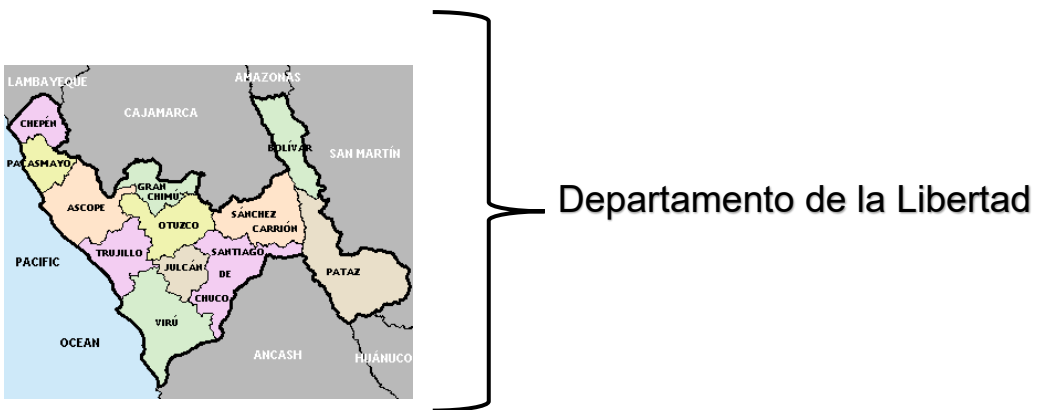 LAMBAYEQUE
AMAZONAS
CAJAMARCA
CHEPÉN
BOLÍVAR
SAN MARTÍN
PACASMAYO
GRAN
CHIMÚ
ASCOPE
SÁNCHEZ
CARRIÓN
OTUZCO
Departamento de la Libertad
TRUJILLO
SANTIAGO
DE
CHUCO
JULCÁN
PATAZ
PACIFIC
OCEAN
VIRÚ
ANCASH
HUÁNUCO